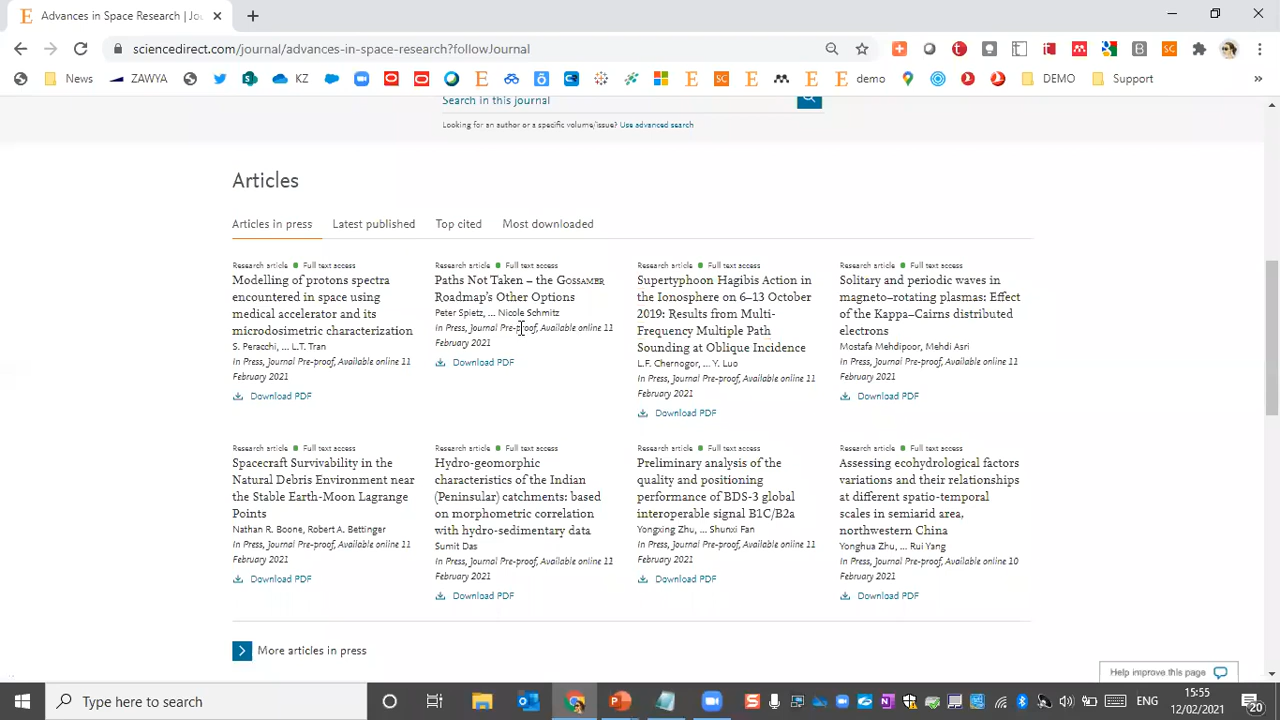 Advances in Space Research | Jou
sciencedirect.com/journal/advances-in-space-research?followJournal
News
ZAWYA
KZ
demo
DEMO
Support
Search in this journal
Looking for an author or a specific volume/issue? Use advanced search
Articles
Articles in press
Latest published
Top cited
Most downloaded
Research article Full text access
Modelling of protons spectra
encountered in space using
medical accelerator and its
microdosimetric characterization
S. Peracchi, ... L.T. Tran
In Press, Journal Pre-proof, Available online 11
February 2021
Download PDF
Research article Full text access
Paths Not Taken – the Gossamer
Roadmap's Other Options
Peter Spietz, ... Nicole Schmitz
In Press, Journal Pre-proof, Available online 11
February 2021
Download PDF
Research article Full text access
Supertyphoon Hagibis Action in
the Ionosphere on 6–13 October
2019: Results from Multi-
Frequency Multiple Path
Sounding at Oblique Incidence
L.F. Chernogor, ... Y. Luo
In Press, Journal Pre-proof, Available online 11
February 2021
Download PDF
Research article Full text access
Solitary and periodic waves in
magneto–rotating plasmas: Effect
of the Kappa–Cairns distributed
electrons
Mostafa Mehdipoor, Mehdi Asri
In Press, Journal Pre-proof, Available online 11
February 2021
Download PDF
Research article Full text access
Spacecraft Survivability in the
Natural Debris Environment near
the Stable Earth-Moon Lagrange
Points
Nathan R. Boone, Robert A. Bettinger
In Press, Journal Pre-proof, Available online 11
February 2021
Download PDF
Research article Full text access
Hydro-geomorphic
characteristics of the Indian
(Peninsular) catchments: based
on morphometric correlation
with hydro-sedimentary data
Sumit Das
In Press, Journal Pre-proof, Available online 11
February 2021
Download PDF
Research article Full text access
Preliminary analysis of the
quality and positioning
performance of BDS-3 global
interoperable signal B1C/B2a
Yongxing Zhu, ... Shunxi Fan
In Press, Journal Pre-proof, Available online 11
February 2021
Download PDF
Research article Full text access
Assessing ecohydrological factors
variations and their relationships
at different spatio-temporal
scales in semiarid area,
northwestern China
Yonghua Zhu, ... Rui Yang
In Press, Journal Pre-proof, Available online 10
February 2021
Download PDF
More articles in press
Help improve this page
Type here to search
ENG
15:55
12/02/2021
20